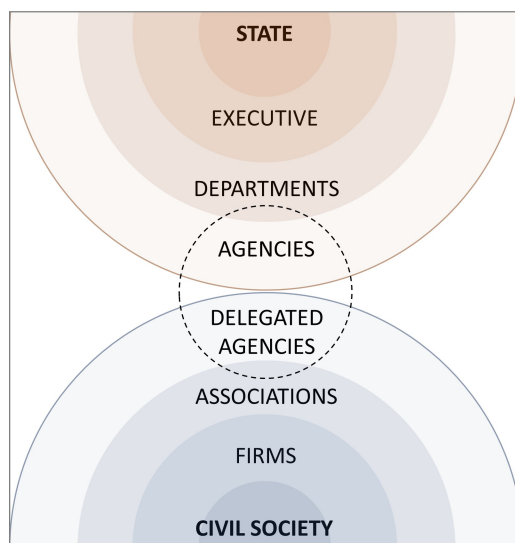 STATE
EXECUTIVE
DEPARTMENTS
AGENCIES
DELEGATED
AGENCIES
ASSOCIATIONS
FIRMS
CIVIL SOCIETY